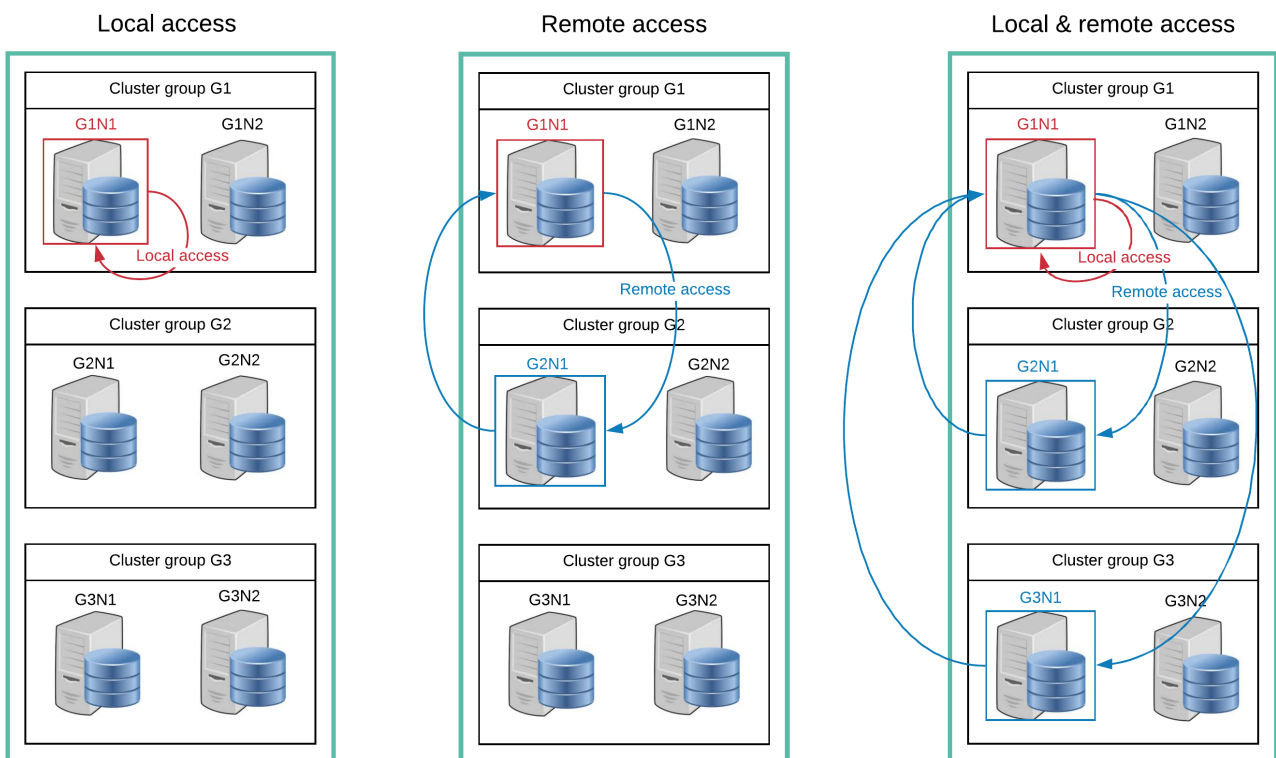 Local access
Cluster group G1
G1N1
G1N2
Local access
Cluster group G2
G2N1
G2N2
Cluster group G3
G3N1
G3N2
Remote access
Cluster group G1
G1N1
G1N2
Remote access
Cluster group G2
G2N1
G2N2
Cluster group G3
G3N1
G3N2
Local & remote access
Cluster group G1
G1N1
G1N2
Local access
Remote access
Cluster group G2
G2N1
G2N2
Cluster group G3
G3N1
G3N2